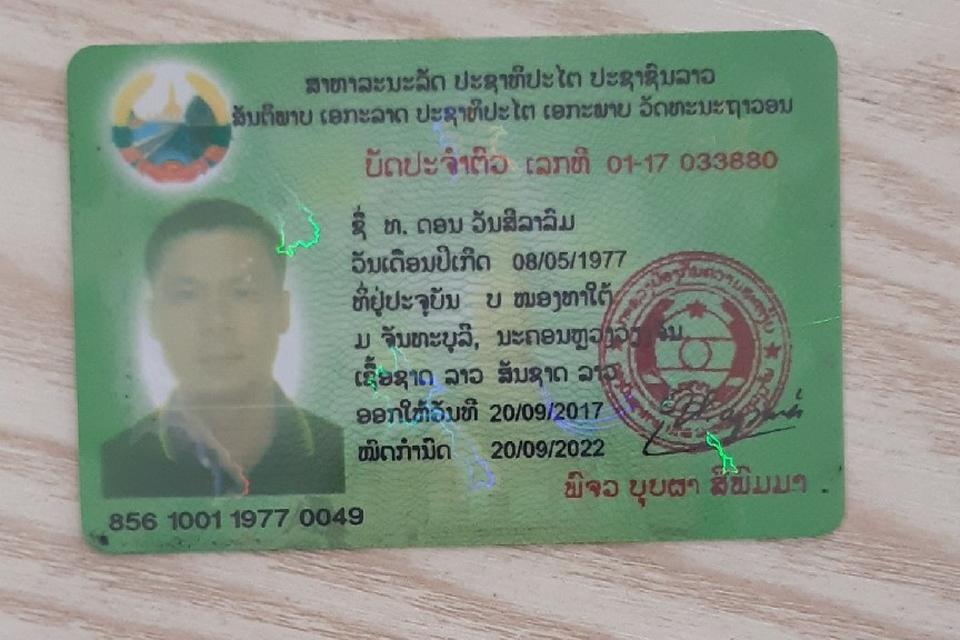 ສາທາລະນະລັດ ປະຊາທິປະໄຕ ປະຊາຊົນລາວ
ສັນຕິພາບ ເອກະລາດ ປະຊາທິປະໄຕ ເອກະພາບ ວັດທະນະຖາວອນ
ບັດປະຈຳຕົວ ເລກທີ 01-17 033880
ຊື່ ທ. ດອນ ວັນສີລາລົມ
ວັນເດືອນປີເກີດ 08/05/1977
ທີ່ຢູ່ປະຈຸບັນ ບ ໜອງທາໃຕ້
ມ ຈັນທະບູລີ, ນະຄອນຫຼວງວຽງຈັນ
ເຊື້ອຊາດ ລາວ ສັນຊາດ ລາວ
ອອກໃຫ້ວັນທີ 20/09/2017
ໝົດກຳນົດ 20/09/2022
ພົຈວ ບຸບຜາ ສີພິມມາ
856 1001 1977 0049